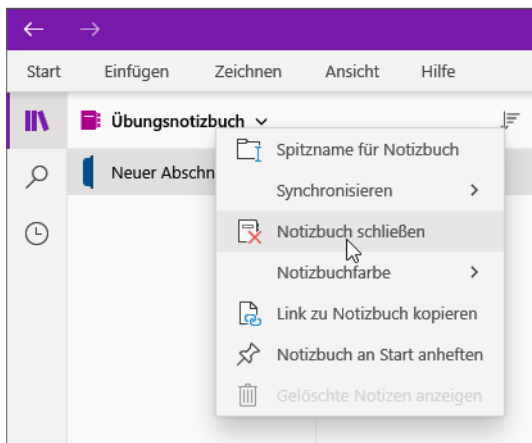 Start Einfügen Zeichnen Ansicht Hilfe
Übungsnotizbuch
Neuer Abschn
Spitzname für Notizbuch
Synchronisieren
Notizbuch schließen
Notizbuchfarbe
Link zu Notizbuch kopieren
Notizbuch an Start anheften
Gelöschte Notizen anzeigen